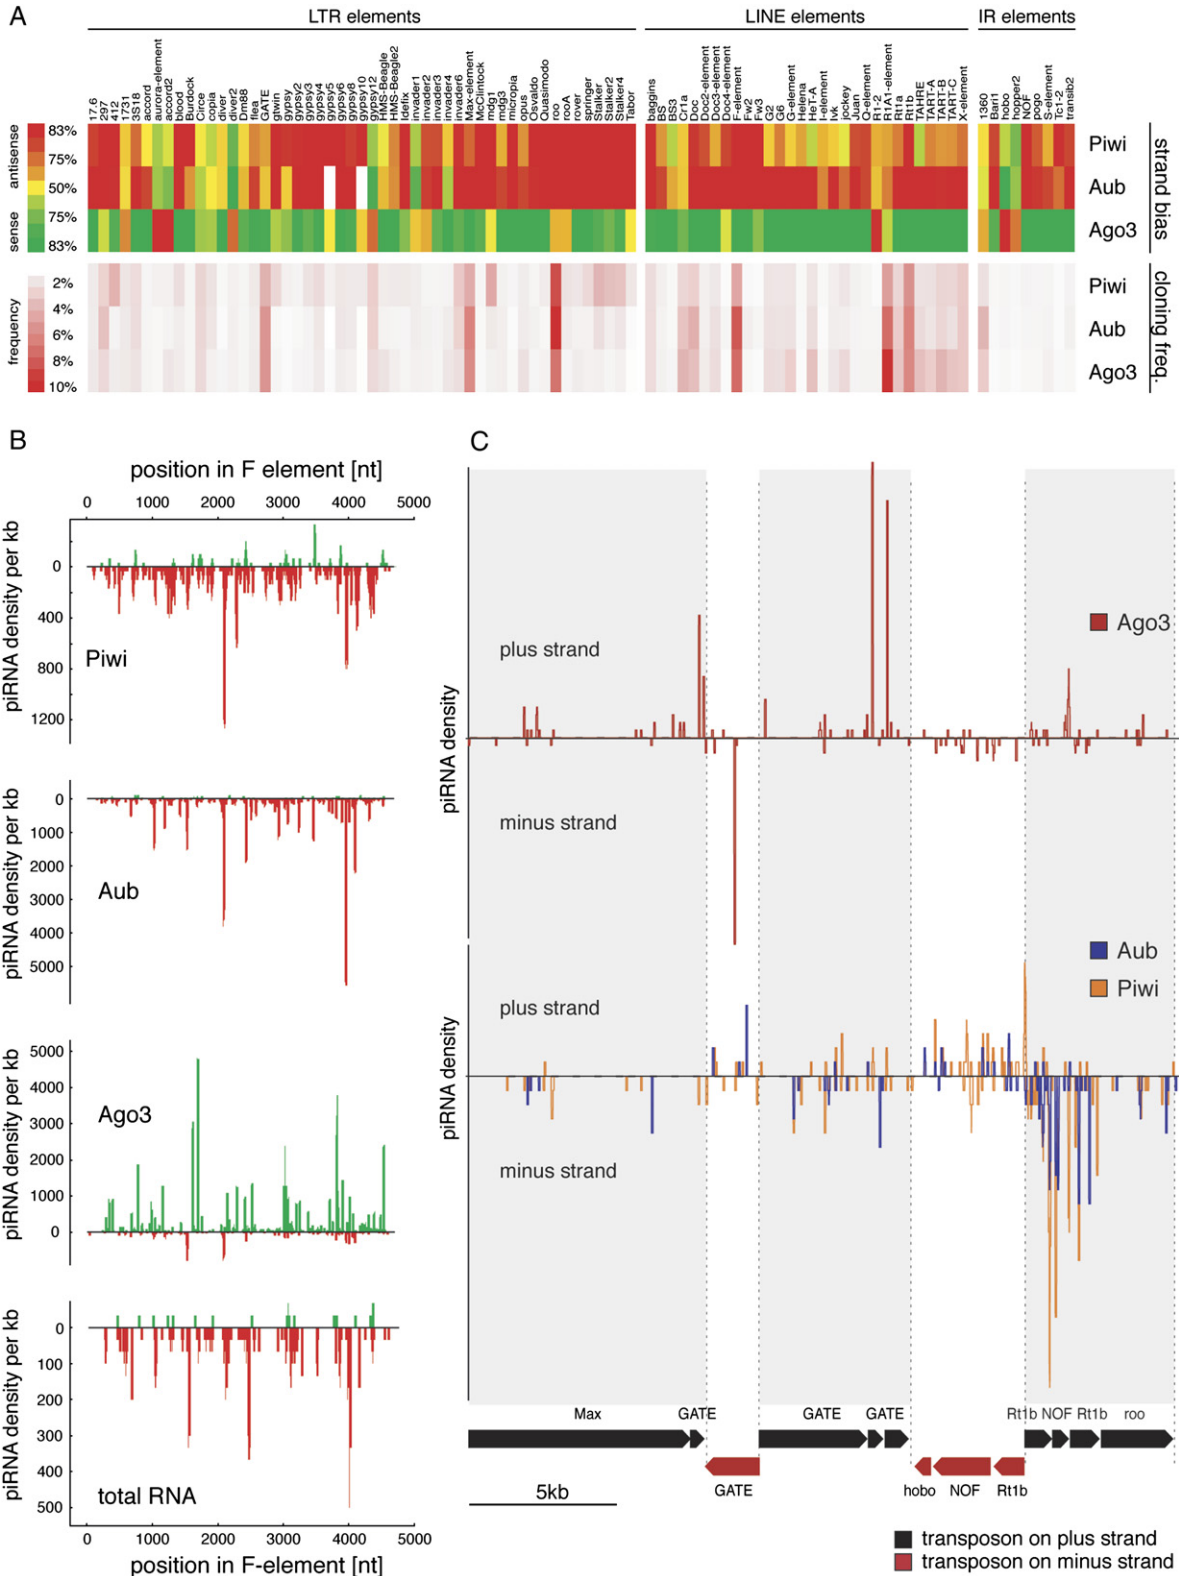 A
LTR elements
LINE elements
IR elements
17.6
297
412
1731
3S18
accord
aurora-element
accord2
blood
Burdock
Circe
copia
diver
diver2
Dm88
flea
GATE
gtwin
gypsy
gypsy2
gypsy3
gypsy4
gypsy5
gypsy6
gypsy8
gypsy10
gypsy12
HMS-Beagle
HMS-Beagle2
Idefix
invader1
invader2
invader3
invader4
invader6
Max-element
McClintock
mdg1
mdg3
micropia
opus
Osvaldo
Quasimodo
roo
rooA
rover
springer
Stalker
Stalker2
Stalker4
Tabor
baggins
BS
BS3
Cr1a
Doc
Doc2-element
Doc3-element
Doc4-element
F-element
Fw2
Fw3
G2
G6
G-element
Helena
HeT-A
I-element
Ivk
jockey
Juan
Q-element
R1-2
R1A1-element
Rt1a
Rt1b
TAHRE
TART-A
TART-B
TART-C
X-element
1360
Bari1
hobo
hopper2
NOF
pogo
S-element
Tc1-2
transib2
antisense
sense
83%
75%
50%
75%
83%
Piwi
Aub
Ago3
strand bias
frequency
2%
4%
6%
8%
10%
Piwi
Aub
Ago3
cloning freq.
B
position in F element [nt]
0 1000 2000 3000 4000 5000
piRNA density per kb
0
400
800
1200
Piwi
piRNA density per kb
0
1000
2000
3000
4000
5000
Aub
piRNA density per kb
5000
4000
3000
2000
1000
0
Ago3
piRNA density per kb
0
100
200
300
400
500
total RNA
0 1000 2000 3000 4000 5000
position in F-element [nt]
C
piRNA density
plus strand
minus strand
Ago3
piRNA density
plus strand
minus strand
Aub
Piwi
Max GATE GATE GATE Rt1b NOF Rt1b roo
GATE hobo NOF Rt1b
5kb
transposon on plus strand
transposon on minus strand